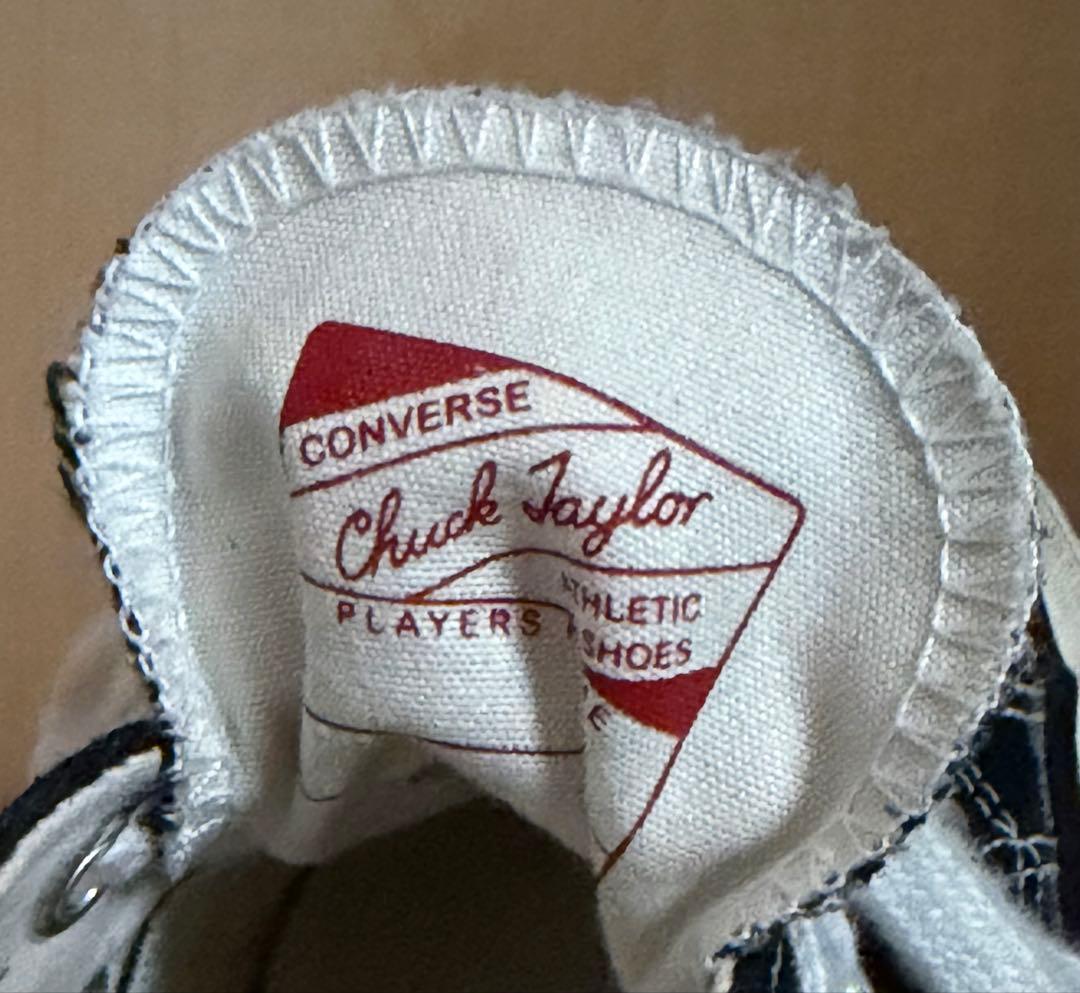 CONVERSE
Chuck Taylor
ATHLETIC
SHOES
PLAYERS